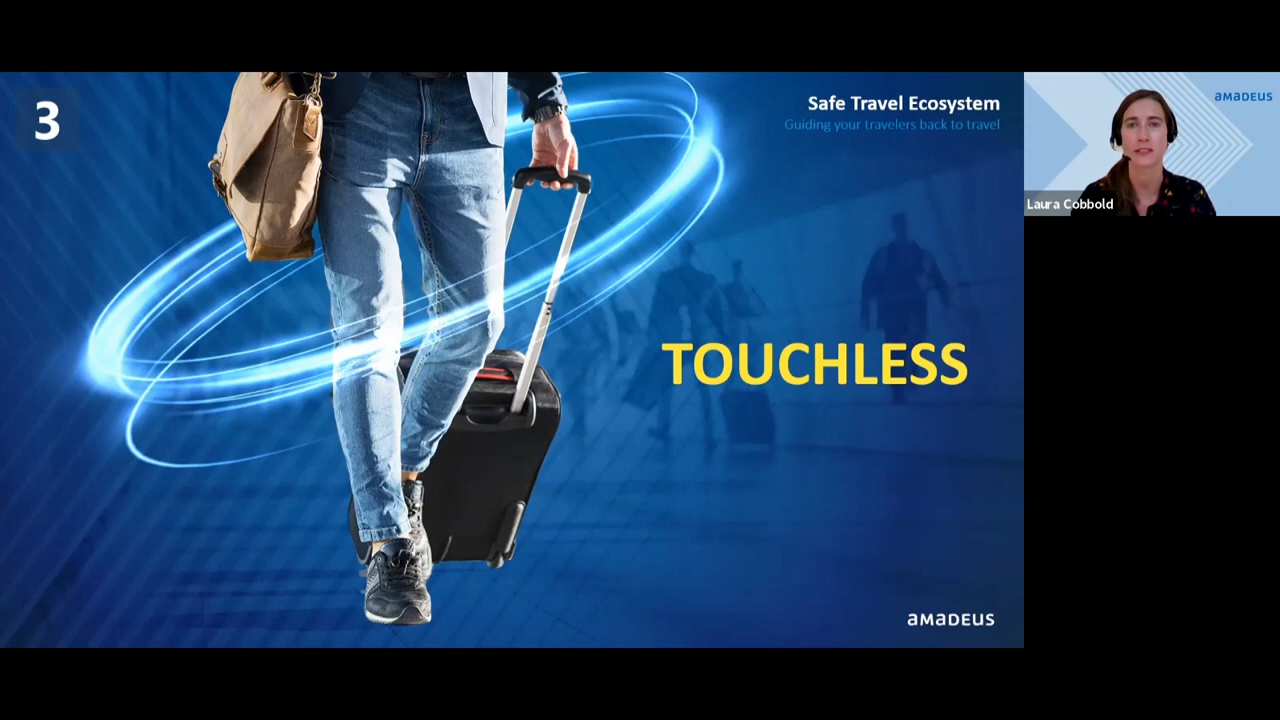 3
Safe Travel Ecosystem
Guiding your travelers back to travel
TOUCHLESS
amadeus
amadeus
Laura Cobbold